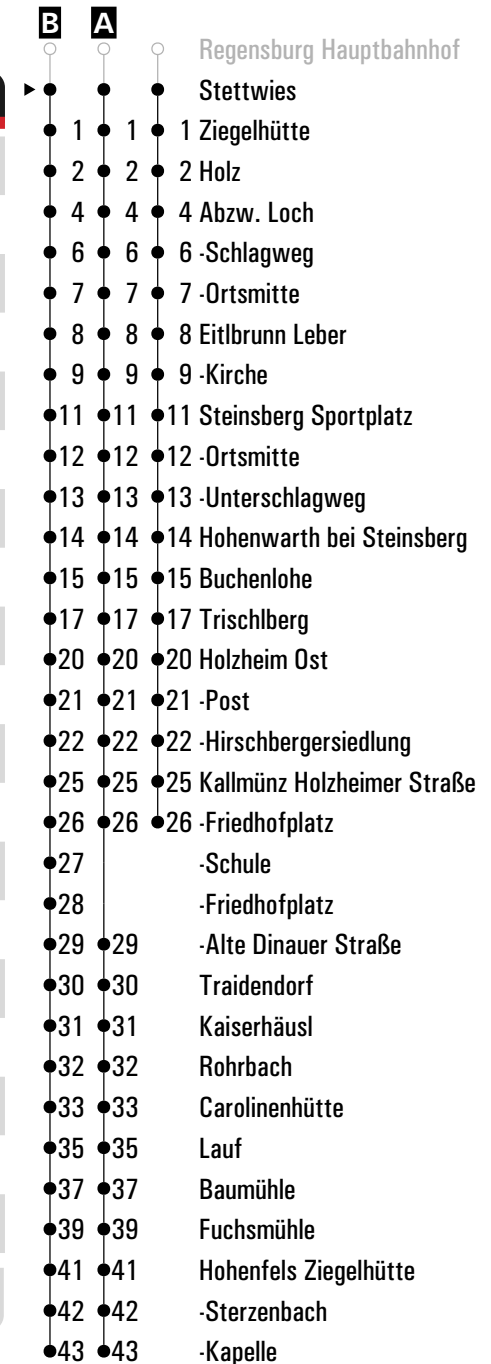 B A
Regensburg Hauptbahnhof
Stettwies
1 1 1 Ziegelhütte
2 2 2 Holz
4 4 4 Abzw. Loch
6 6 6 -Schlagweg
7 7 7 -Ortsmitte
8 8 8 Eitlbrunn Leber
9 9 9 -Kirche
11 11 11 Steinsberg Sportplatz
12 12 12 -Ortsmitte
13 13 13 -Unterschlagweg
14 14 14 Hohenwarth bei Steinsberg
15 15 15 Buchenlohe
17 17 17 Trischlberg
20 20 20 Holzheim Ost
21 21 21 -Post
22 22 22 -Hirschbergersiedlung
25 25 25 Kallmünz Holzheimer Straße
26 26 26 -Friedhofplatz
27 -Schule
28 -Friedhofplatz
29 29 -Alte Dinauer Straße
30 30 Traidendorf
31 31 Kaiserhäusl
32 32 Rohrbach
33 33 Carolinenhütte
35 35 Lauf
37 37 Baumühle
39 39 Fuchsmühle
41 41 Hohenfels Ziegelhütte
42 42 -Sterzenbach
43 43 -Kapelle